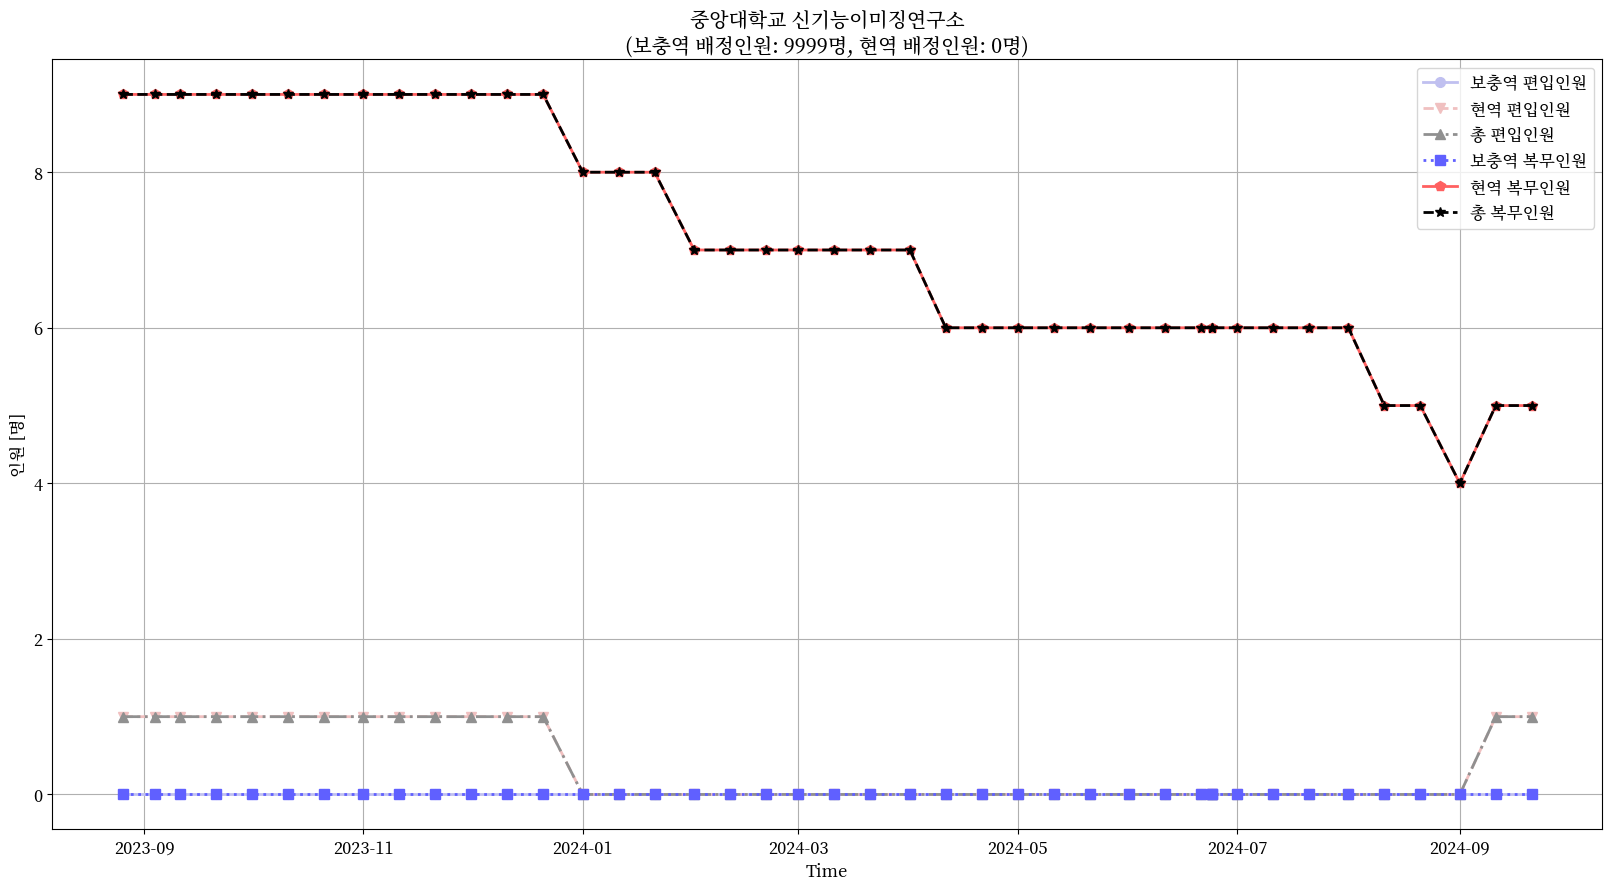 중앙대학교 신기능이미징연구소
(보충역 배정인원: 9999명, 현역 배정인원: 0명)
보충역 편입인원
현역 편입인원
총 편입인원
보충역 복무인원
현역 복무인원
총 복무인원
인원 [명]
8
6
4
2
0
2023-09
2023-11
2024-01
2024-03
2024-05
2024-07
2024-09
Time